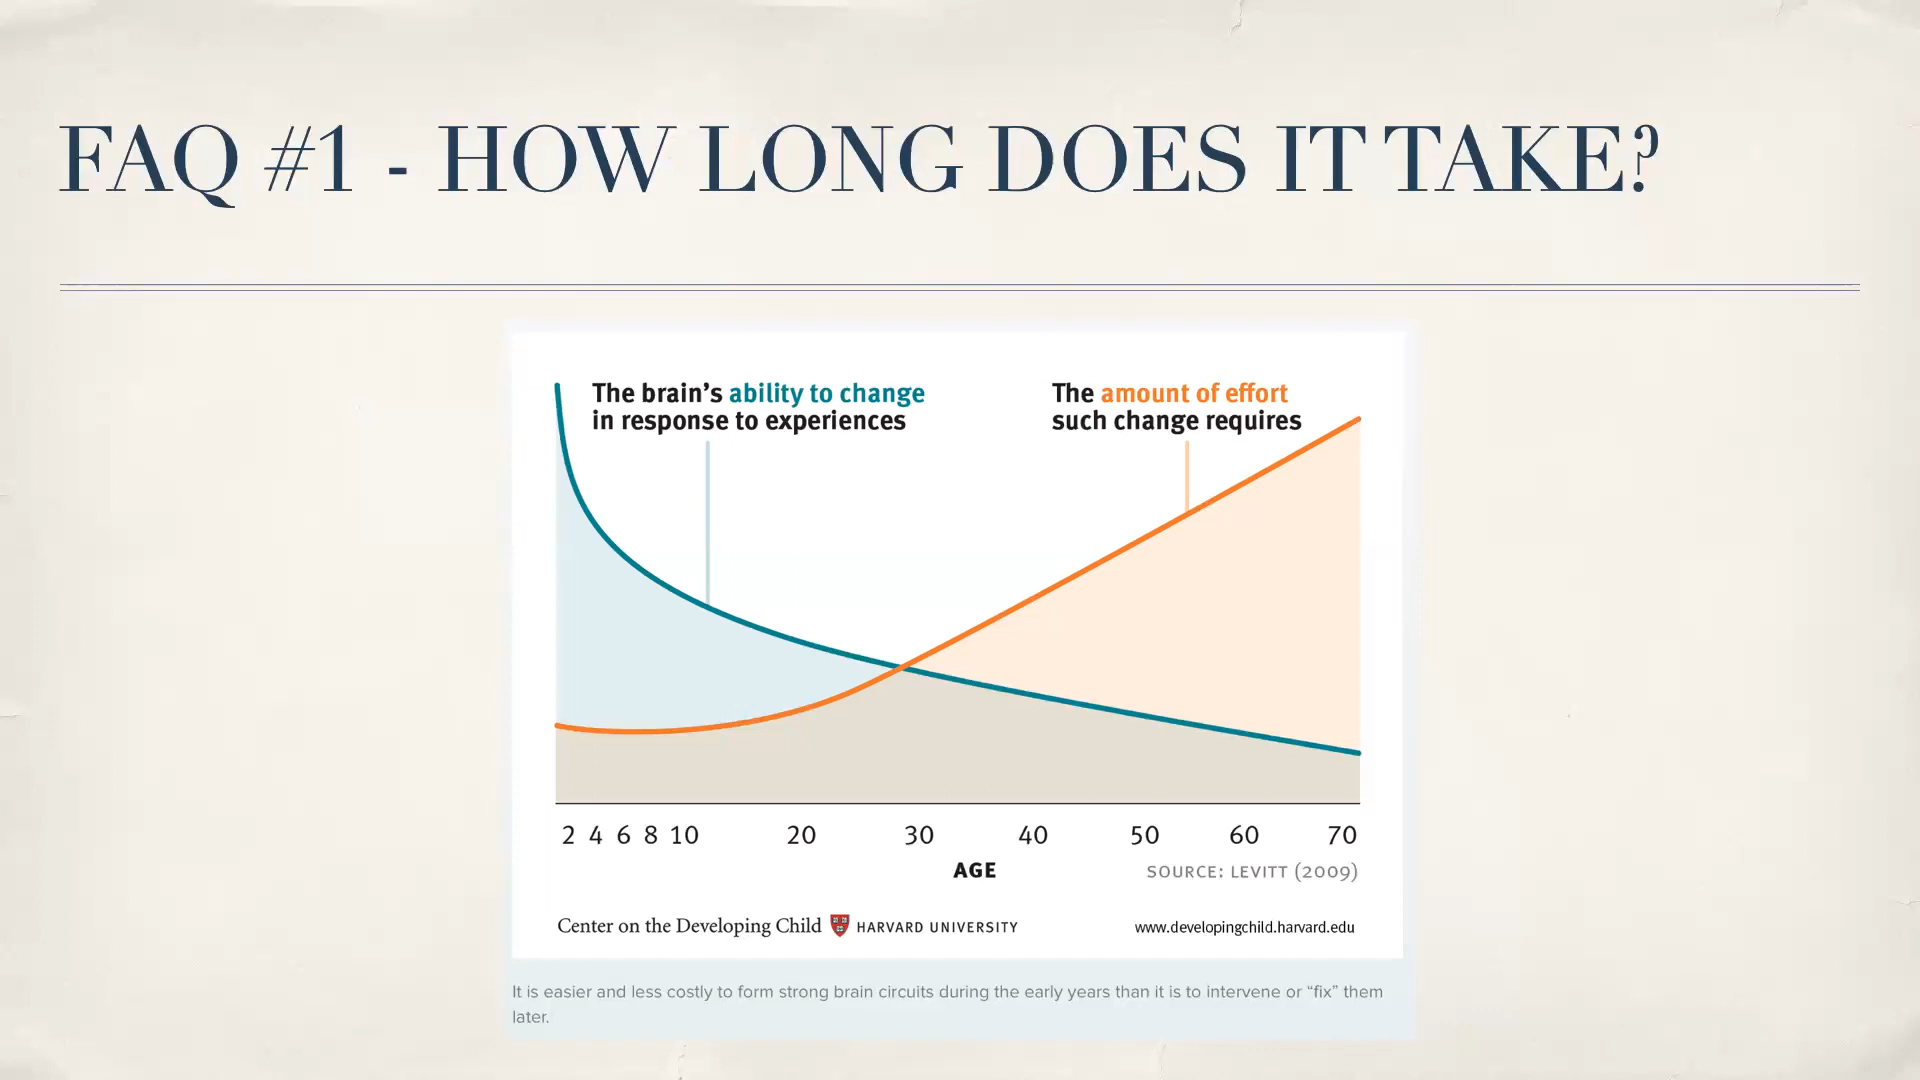 FAQ #1 - HOW LONG DOES IT TAKE?
The brain's ability to change
in response to experiences
The amount of effort
such change requires
2 4 6 8 10 20 30 40 50 60 70
AGE
SOURCE: LEVITT (2009)
Center on the Developing Child HARVARD UNIVERSITY
www.developingchild.harvard.edu
It is easier and less costly to form strong brain circuits during the early years than it is to intervene or “fix” them
later.